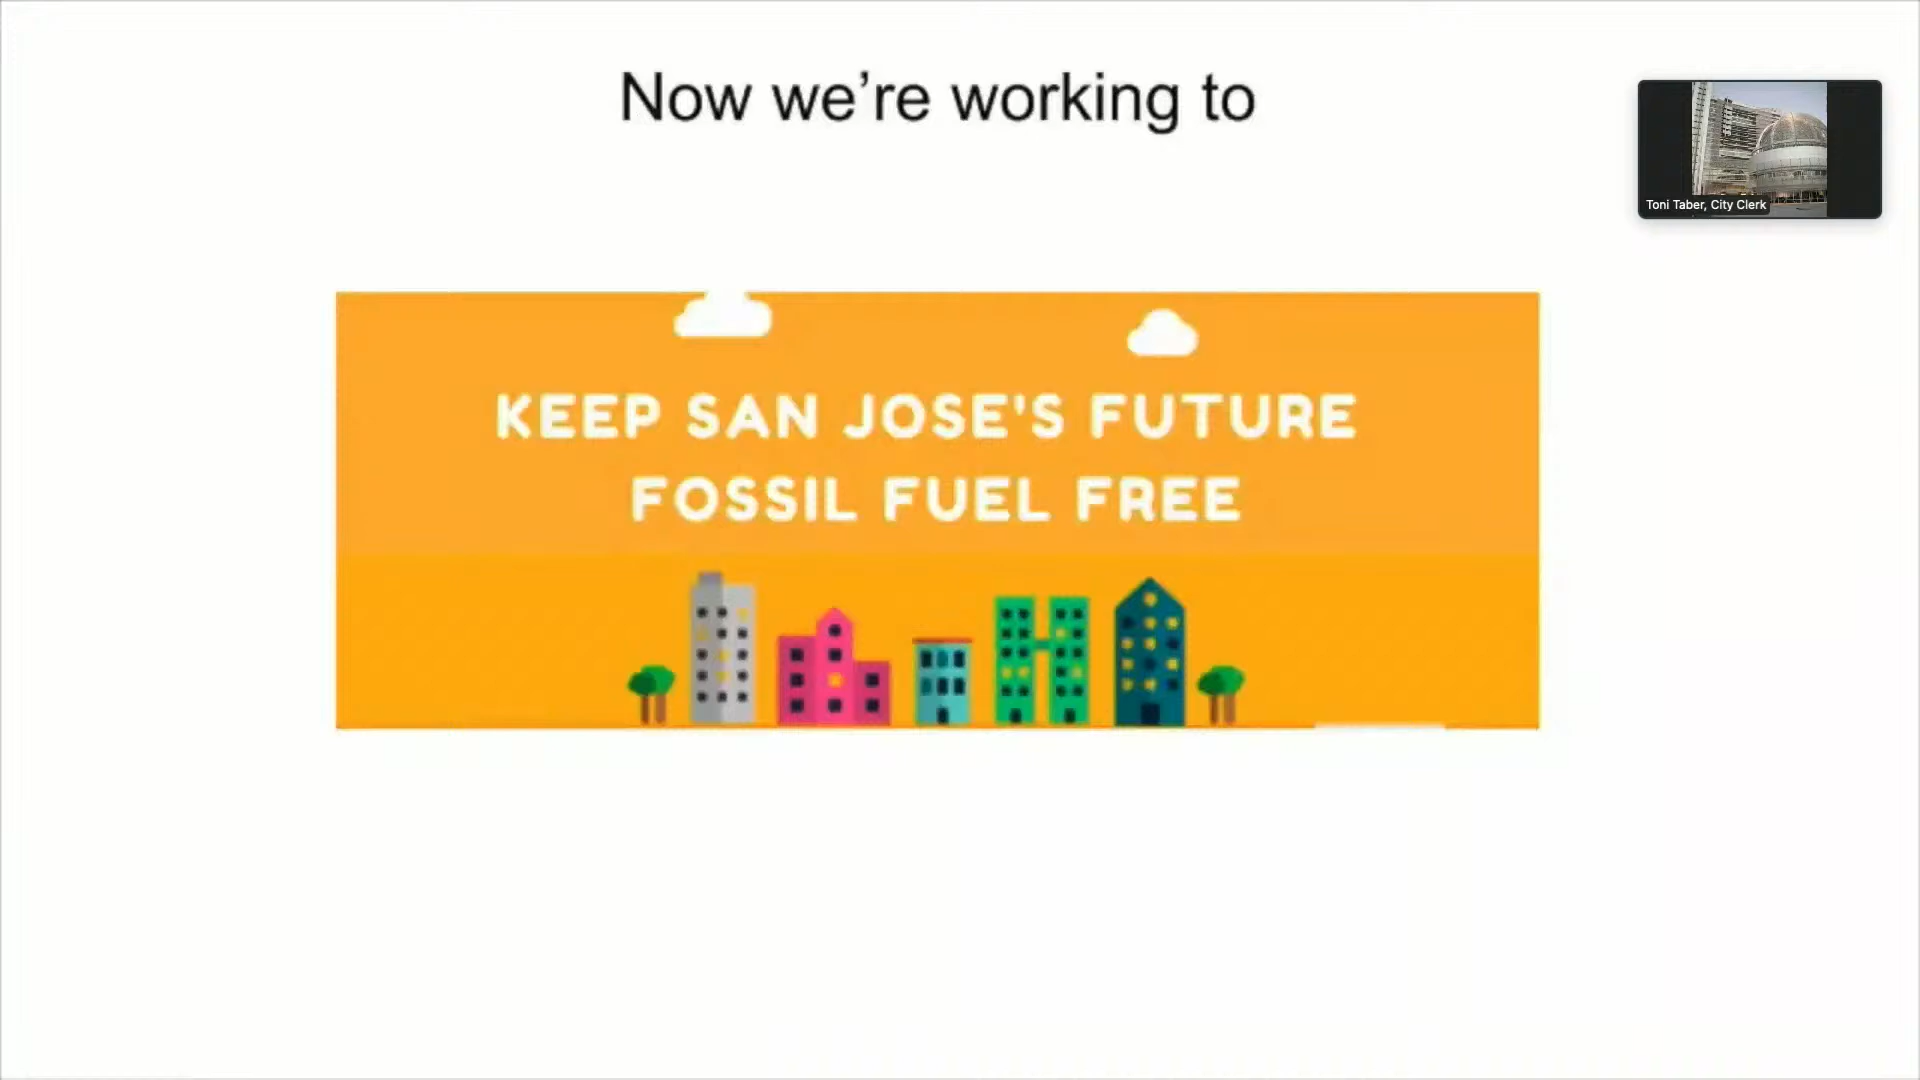 Now we’re working to
Toni Taber, City Clerk
KEEP SAN JOSE'S FUTURE
FOSSIL FUEL FREE